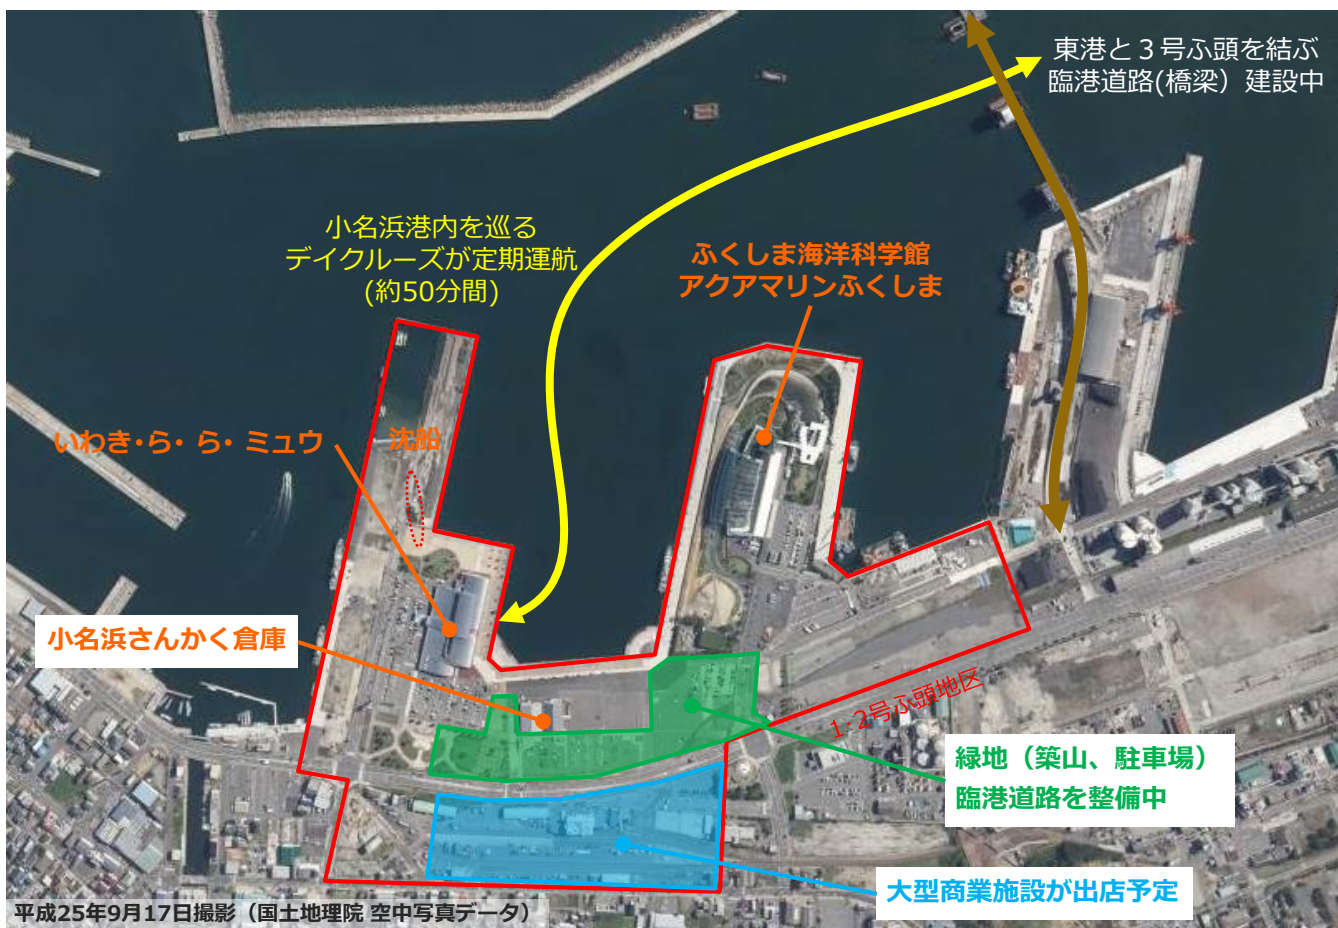 東港と３号ふ頭を結ぶ
臨港道路(橋梁）建設中
小名浜港内を巡る
デイクルーズが定期運航
(約50分間)
ふくしま海洋科学館
アクアマリンふくしま
いわき・ら・ら・ミュウ
沈船
小名浜さんかく倉庫
1・2号ふ頭地区
緑地（築山、駐車場）
臨港道路を整備中
大型商業施設が出店予定
平成25年9月17日撮影（国土地理院 空中写真データ）